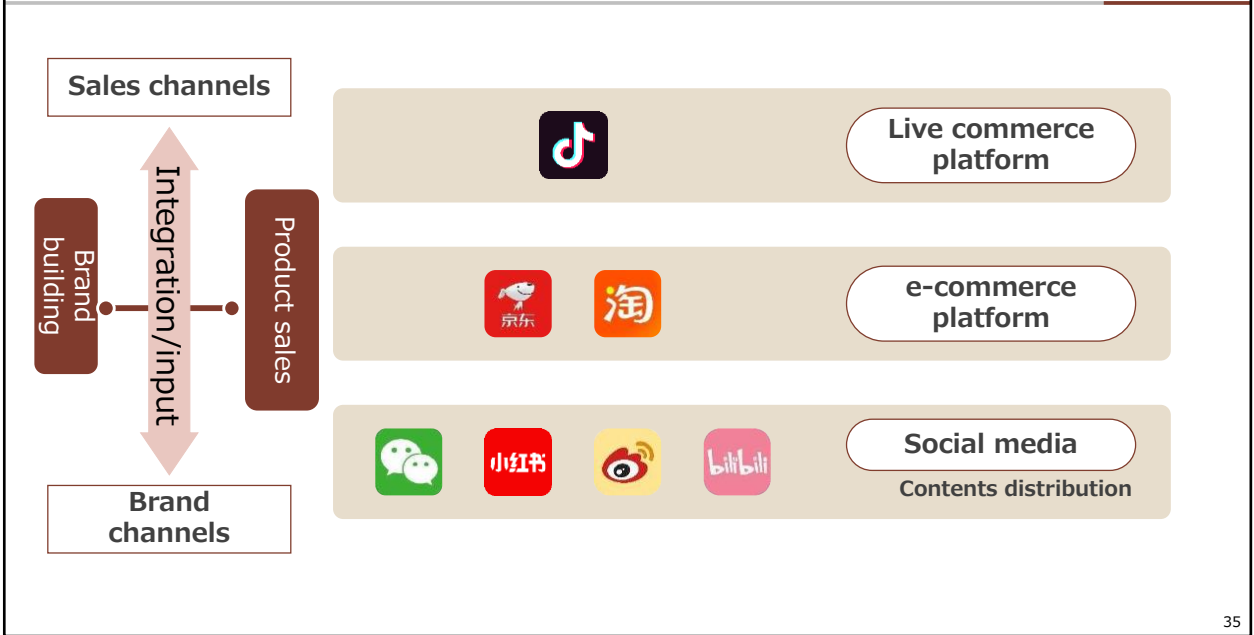 Sales channels
Integration/input
Brand
building
Product sales
Brand
channels
Live commerce
platform
京东
淘
e-commerce
platform
小红书
bilibili
Social media
Contents distribution
35